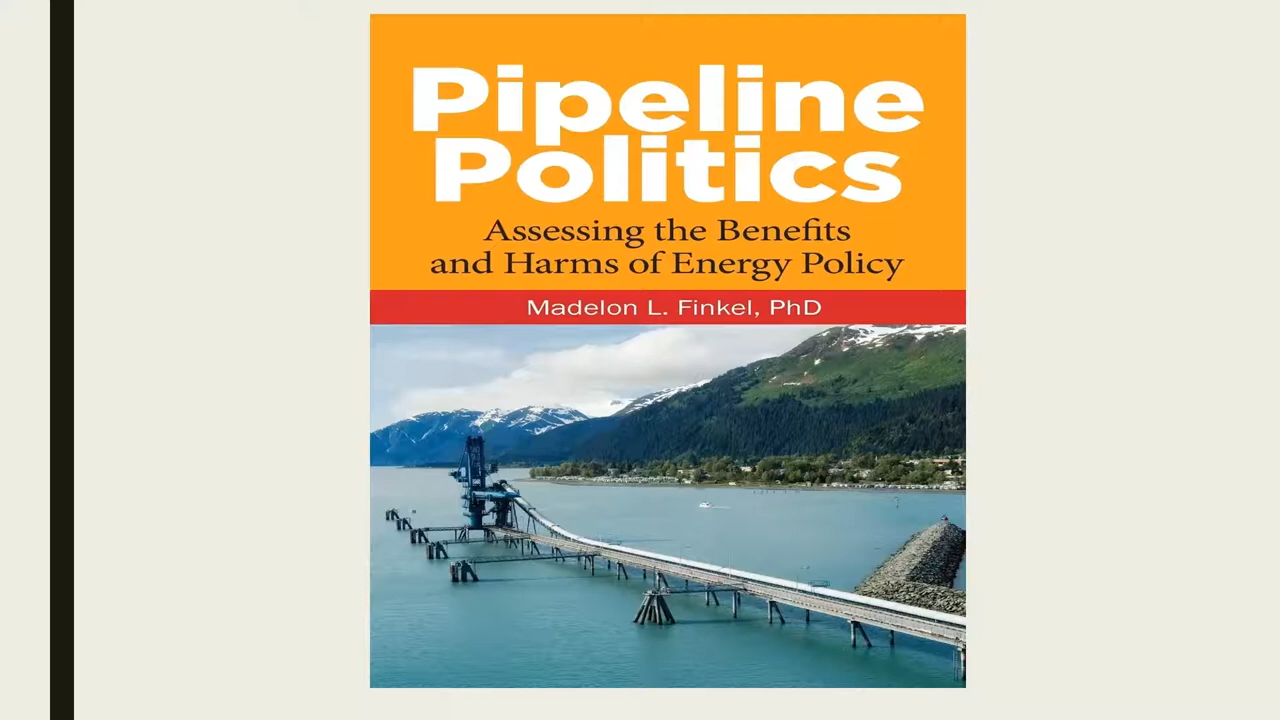 Pipeline
Politics
Assessing the Benefits
and Harms of Energy Policy
Madelon L. Finkel, PhD